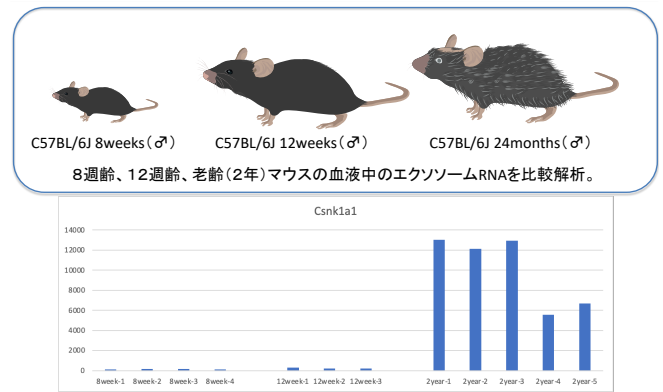 C57BL/6J 8weeks(♂) C57BL/6J 12weeks(♂) C57BL/6J 24months(♂)
８週齢、１２週齢、老齢(２年)マウスの血液中のエクソソームRNAを比較解析。
Csnk1a1
14000
12000
10000
8000
6000
4000
2000
0
8week-1 8week-2 8week-3 8week-4 12week-1 12week-2 12week-3 2year-1 2year-2 2year-3 2year-4 2year-5